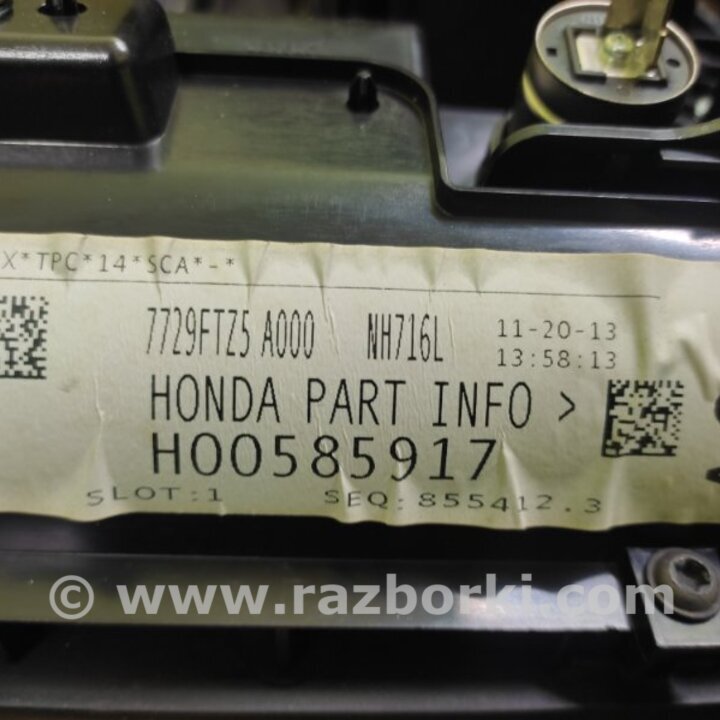 X*TPC*14*SCA*-*
7729FTZ5 A000 NH716L 11-20-13
13:58:13
HONDA PART INFO >
H00585917
SLOT:1 SEQ:855412.3
© www.razborki.com